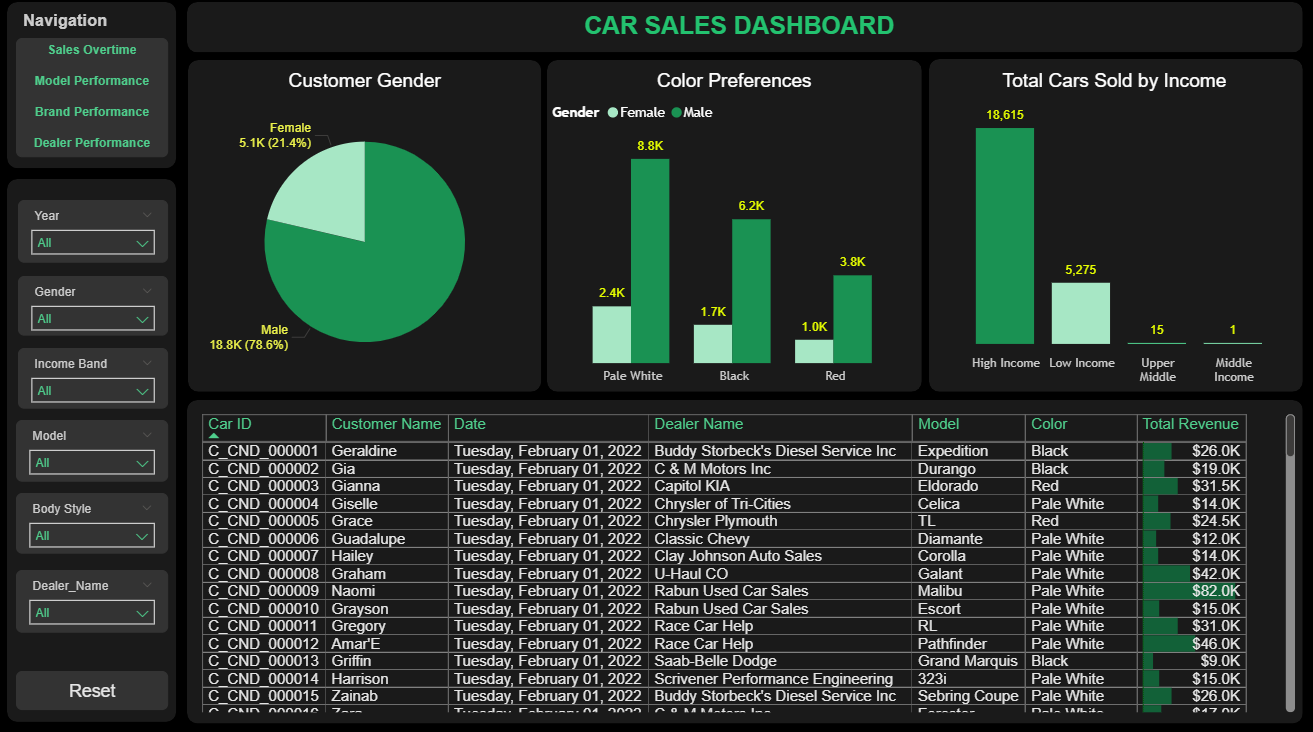 Navigation
Sales Overtime
Model Performance
Brand Performance
Dealer Performance
Year
All
Gender
All
Income Band
All
Model
All
Body Style
All
Dealer_Name
All
Reset
CAR SALES DASHBOARD
Customer Gender
Female
5.1K (21.4%)
Male
18.8K (78.6%)
Color Preferences
Gender Female Male
8.8K
6.2K
3.8K
2.4K
1.7K
1.0K
Pale White Black Red
Total Cars Sold by Income
18,615
5,275
15 1
High Income Low Income Upper Middle
Middle Income
Car ID Customer Name Date Dealer Name Model Color Total Revenue
C_CND_000001 Geraldine Tuesday, February 01, 2022 Buddy Storbeck's Diesel Service Inc Expedition Black $26.0K
C_CND_000002 Gia Tuesday, February 01, 2022 C & M Motors Inc Durango Black $19.0K
C_CND_000003 Gianna Tuesday, February 01, 2022 Capitol KIA Eldorado Red $31.5K
C_CND_000004 Giselle Tuesday, February 01, 2022 Chrysler of Tri-Cities Celica Pale White $14.0K
C_CND_000005 Grace Tuesday, February 01, 2022 Chrysler Plymouth TL Red $24.5K
C_CND_000006 Guadalupe Tuesday, February 01, 2022 Classic Chevy Diamante Pale White $12.0K
C_CND_000007 Hailey Tuesday, February 01, 2022 Clay Johnson Auto Sales Corolla Pale White $14.0K
C_CND_000008 Graham Tuesday, February 01, 2022 U-Haul CO Galant Pale White $42.0K
C_CND_000009 Naomi Tuesday, February 01, 2022 Rabun Used Car Sales Malibu Pale White $82.0K
C_CND_000010 Grayson Tuesday, February 01, 2022 Rabun Used Car Sales Escort Pale White $15.0K
C_CND_000011 Gregory Tuesday, February 01, 2022 Race Car Help RL Pale White $31.0K
C_CND_000012 Amar'E Tuesday, February 01, 2022 Race Car Help Pathfinder Pale White $46.0K
C_CND_000013 Griffin Tuesday, February 01, 2022 Saab-Belle Dodge Grand Marquis Black $9.0K
C_CND_000014 Harrison Tuesday, February 01, 2022 Scrivener Performance Engineering 323i Pale White $15.0K
C_CND_000015 Zainab Tuesday, February 01, 2022 Buddy Storbeck's Diesel Service Inc Sebring Coupe Pale White $26.0K